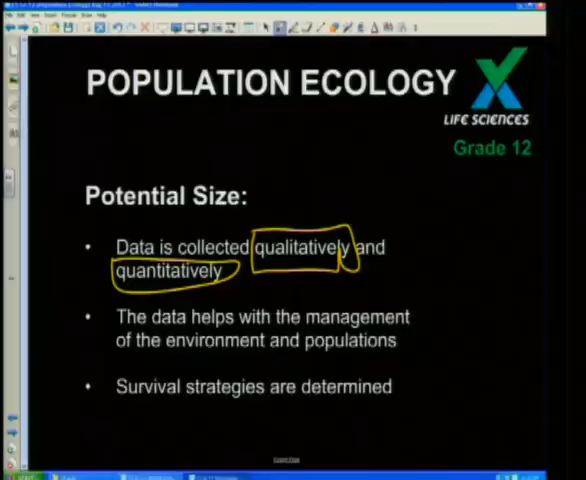 POPULATION ECOLOGY
LIFE SCIENCES
Grade 12
Potential Size:
• Data is collected qualitatively and
quantitatively
• The data helps with the management
of the environment and populations
• Survival strategies are determined